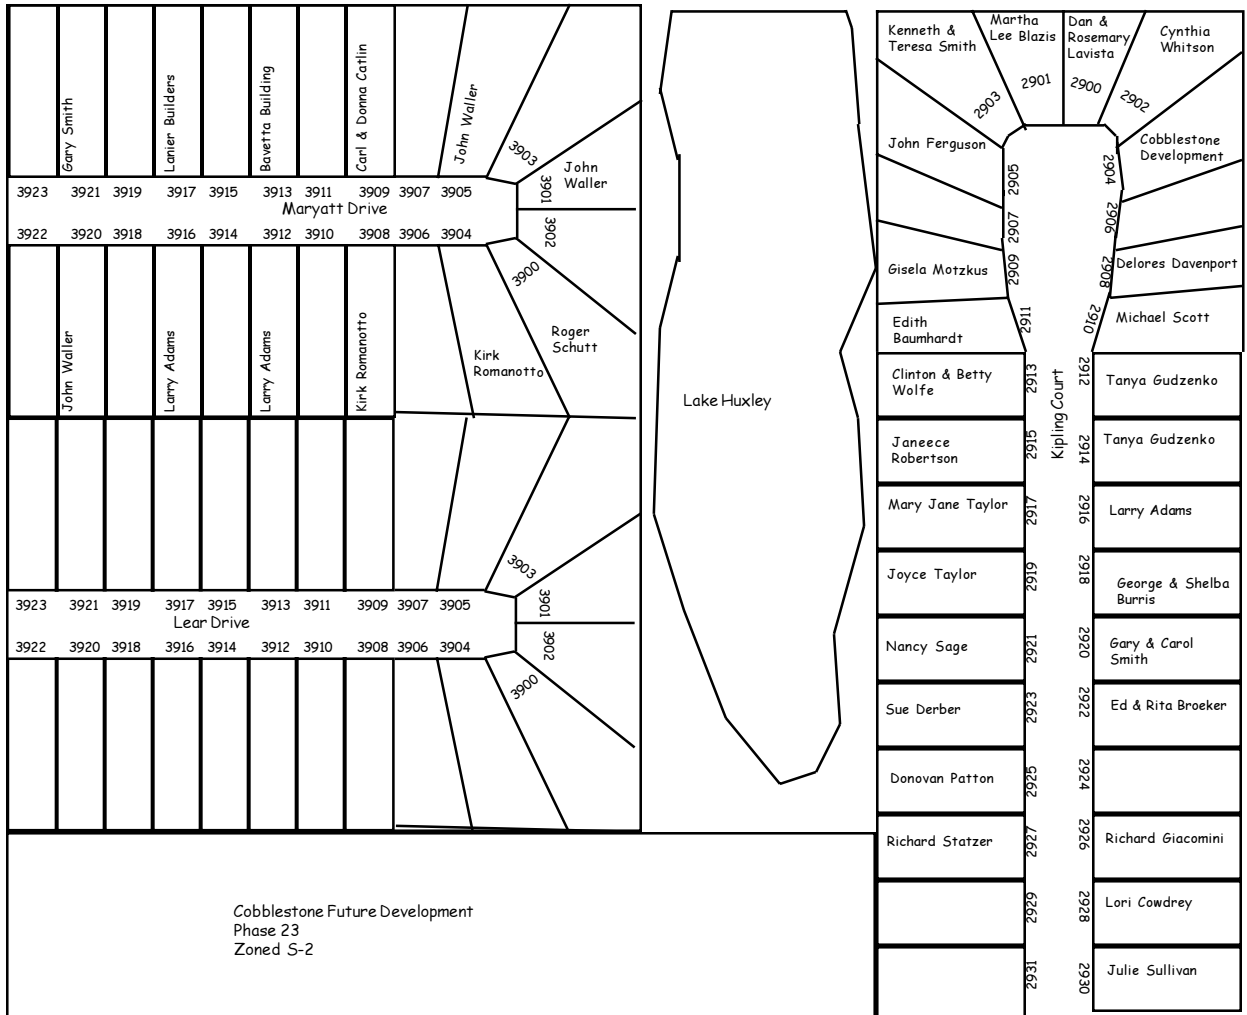 Gary Smith
Lanier Builders
Bavetta Building
Carl & Donna Catlin
John Waller
3903
John
Waller
3901
3923 3921 3919 3917 3915 3913 3911 3909 3907 3905
Maryatt Drive
3922 3920 3918 3916 3914 3912 3910 3908 3906 3904
3902
3900
John Waller
Larry Adams
Larry Adams
Kirk Romanotto
Kirk
Romanotto
Roger
Schutt
3903
3901
3923 3921 3919 3917 3915 3913 3911 3909 3907 3905
Lear Drive
3922 3920 3918 3916 3914 3912 3910 3908 3906 3904
3902
3900
Cobblestone Future Development
Phase 23
Zoned S-2
Lake Huxley
Kenneth &
Teresa Smith
2903
Martha
Lee Blazis
2901
Dan &
Rosemary
Lavista
2900
Cynthia
Whitson
2902
John Ferguson
2905
Cobblestone
Development
2904
2907
2906
Gisela Motzkus
2909
Delores Davenport
2908
Edith
Baumhardt
2911
Michael Scott
2910
Kipling Court
Clinton & Betty
Wolfe
2913
2912
Tanya Gudzenko
Janeece
Robertson
2915
2914
Tanya Gudzenko
Mary Jane Taylor
2917
2916
Larry Adams
Joyce Taylor
2919
2918
George & Shelba
Burris
Nancy Sage
2921
2920
Gary & Carol
Smith
Sue Derber
2923
2922
Ed & Rita Broeker
Donovan Patton
2925
2924
Richard Statzer
2927
2926
Richard Giacomini
2929
2928
Lori Cowdrey
2931
2930
Julie Sullivan